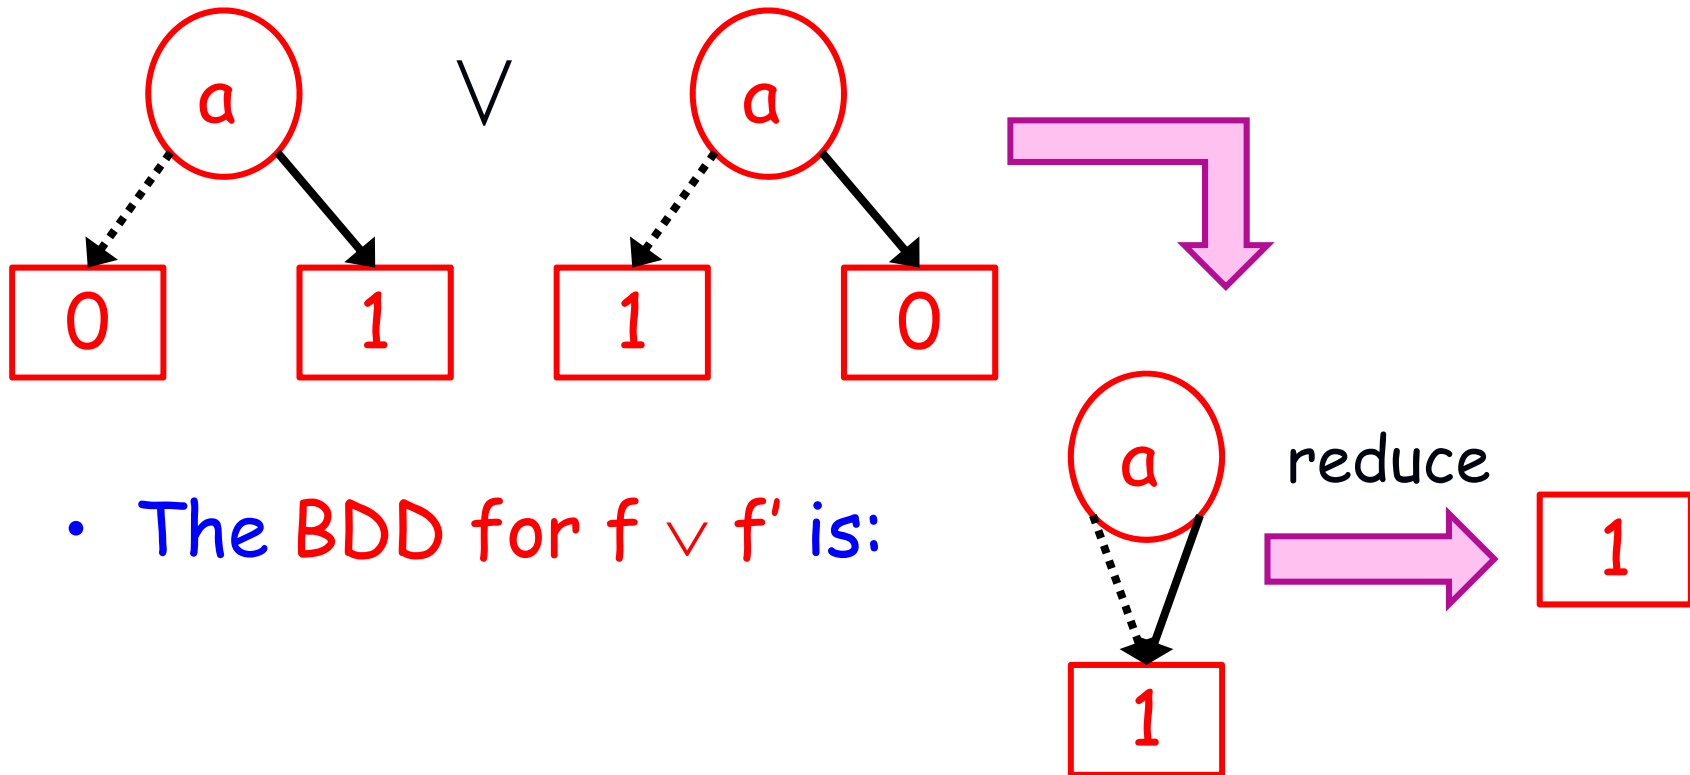 a ∨ a
0 1 1 0
a
reduce
1
• The BDD for f ∨ f' is:
1